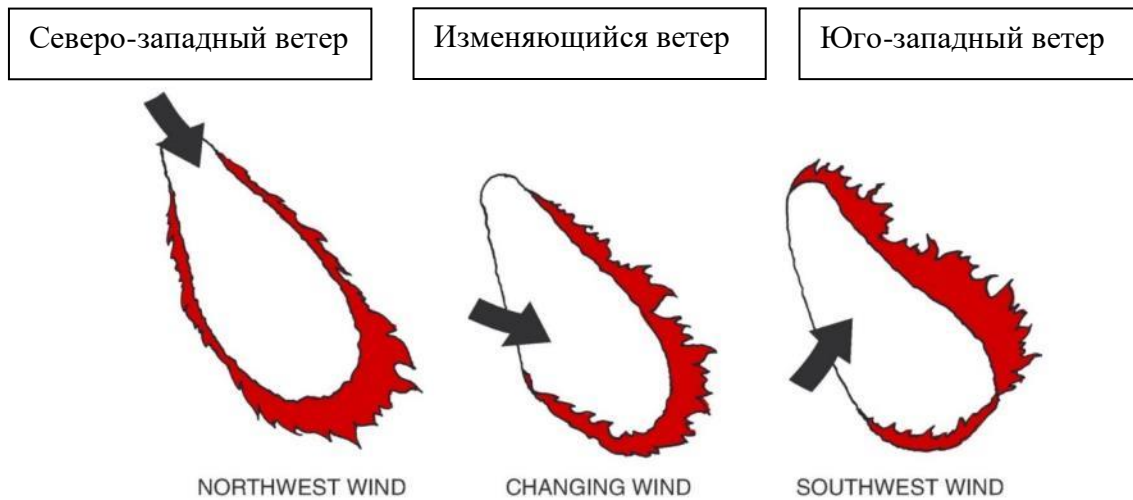 Северо-западный ветер
Изменяющийся ветер
Юго-западный ветер
NORTHWEST WIND
CHANGING WIND
SOUTHWEST WIND